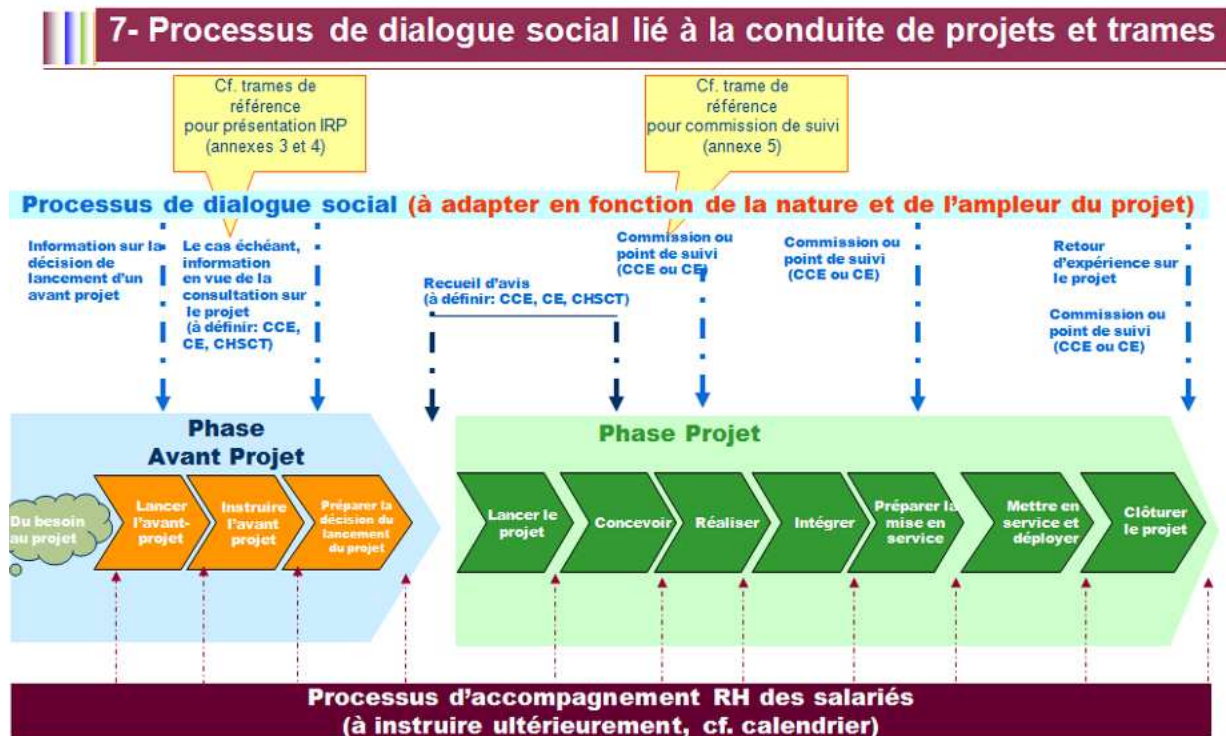 7- Processus de dialogue social lié à la conduite de projets et trames
Cf. trames de
référence
pour présentation IRP
(annexes 3 et 4)
Cf. trame de
référence
pour commission de suivi
(annexe 5)
Processus de dialogue social (à adapter en fonction de la nature et de l'ampleur du projet)
Information sur la
décision de
lancement d'un
avant projet
Le cas échéant,
information
en vue de la
consultation sur
le projet
(à définir: CCE,
CE, CHSCT)
Recueil d'avis
(à définir: CCE, CE, CHSCT)
Commission ou
point de suivi
(CCE ou CE)
Commission ou
point de suivi
(CCE ou CE)
Retour
d'expérience sur
le projet
Commission ou
point de suivi
(CCE ou CE)
Phase
Avant Projet
Du besoin
au projet
Lancer
l'avant-
projet
Instruire
l'avant
projet
Préparer la
décision du
lancement
du projet
Phase Projet
Lancer le
projet
Concevoir
Réaliser
Intégrer
Préparer la
mise en
service
Mettre en
service et
déployer
Clôturer
le projet
Processus d'accompagnement RH des salariés
(à instruire ultérieurement, cf. calendrier)